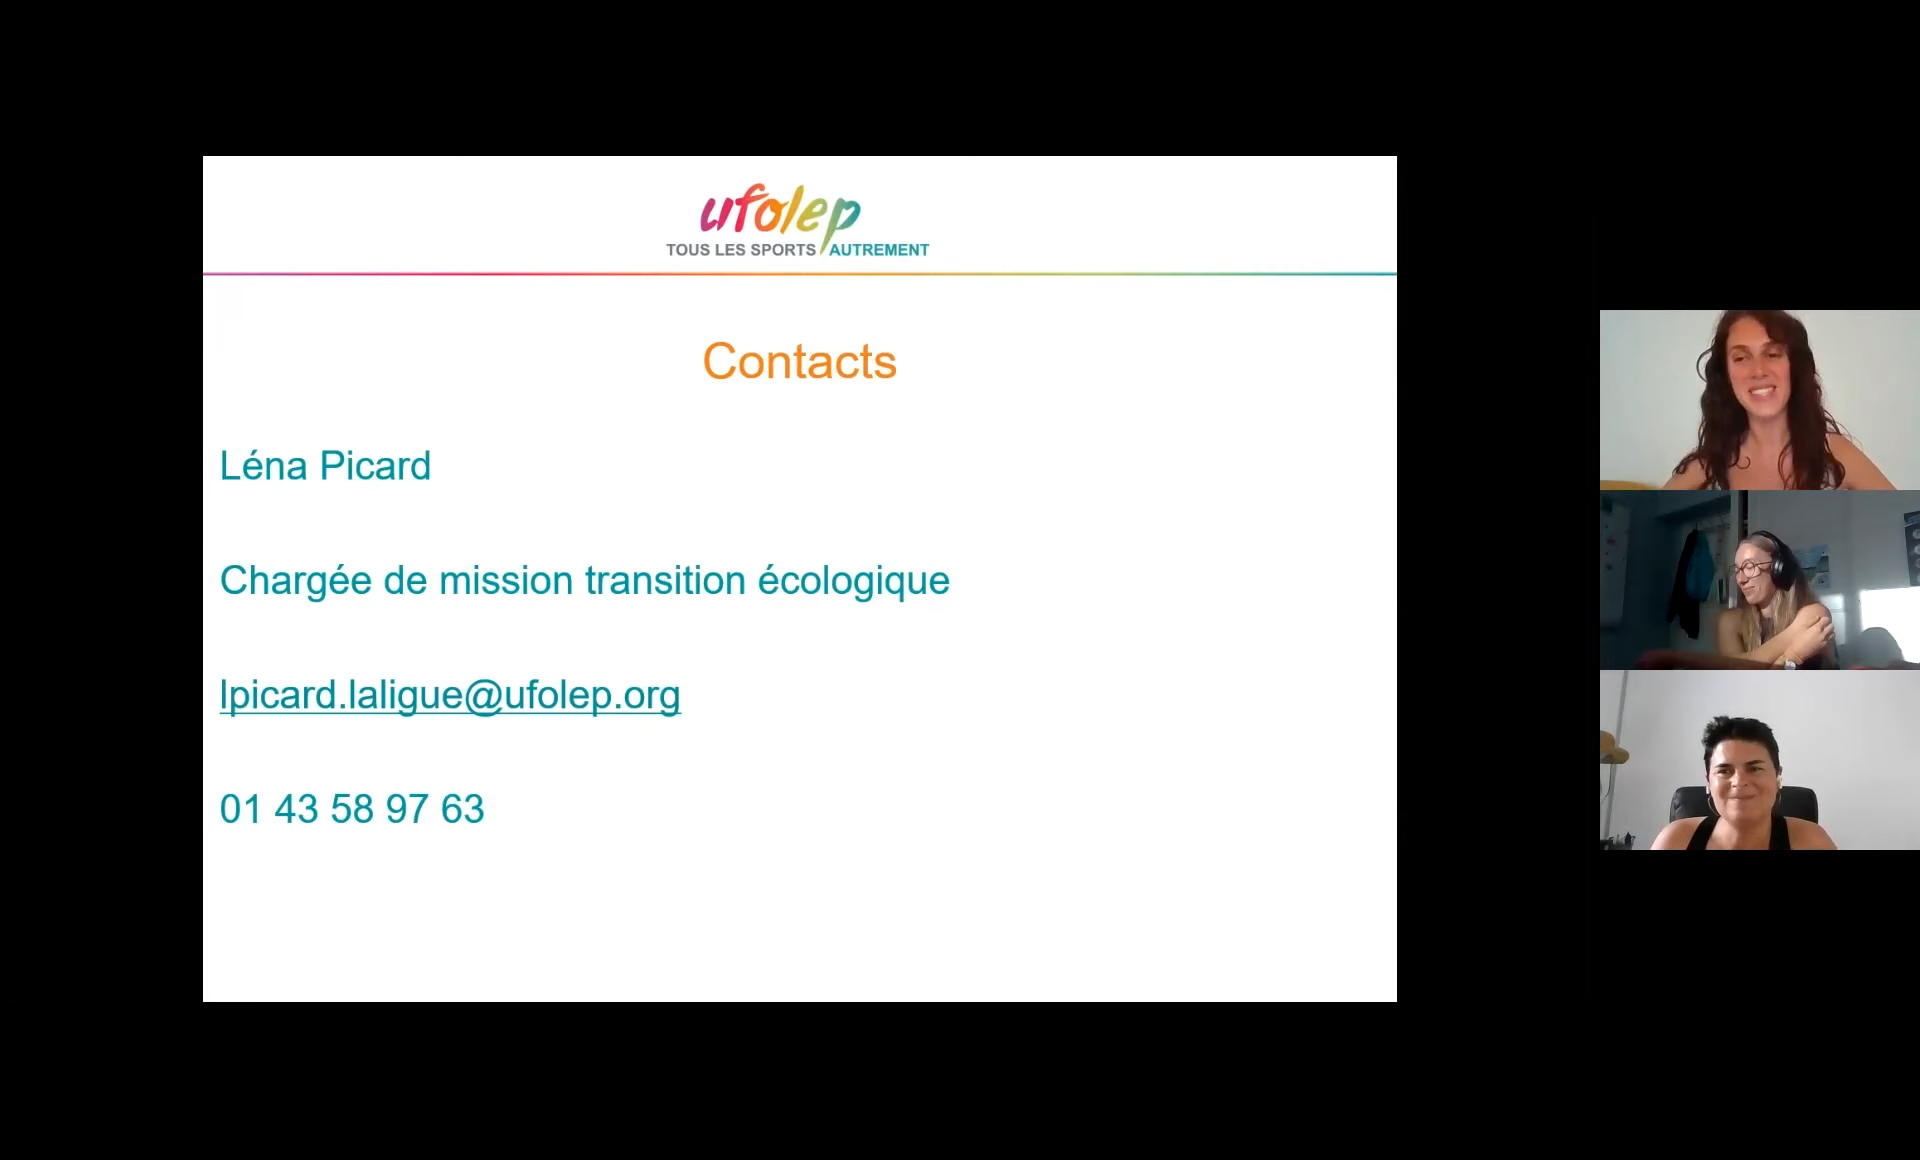 ufolep
TOUS LES SPORTS AUTREMENT
Contacts
Léna Picard
Chargée de mission transition écologique
lpicard.laligue@ufolep.org
01 43 58 97 63